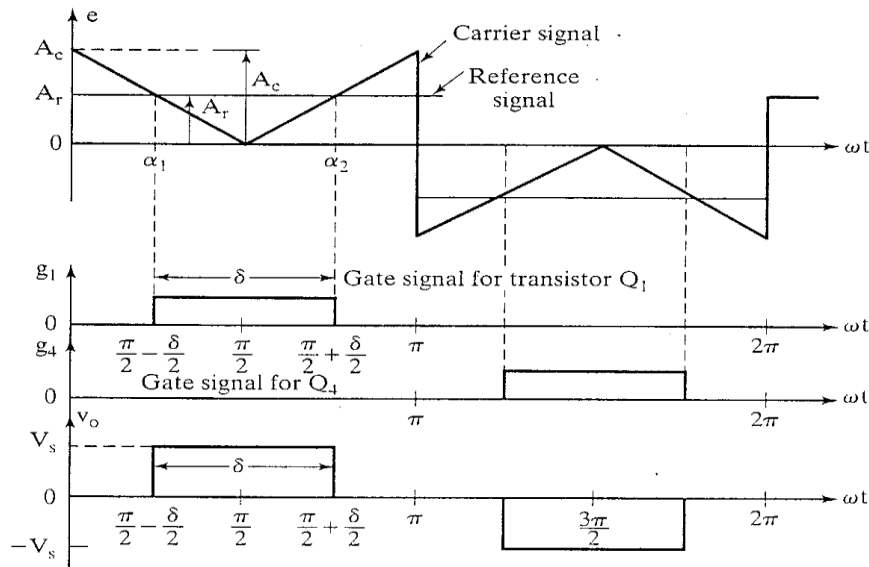 e
A_c
Carrier signal
A_c
Reference signal
A_r
A_r
0
ωt
α_1
α_2
g_1
δ
Gate signal for transistor Q_1
0
ωt
π/2 − δ/2
π/2
π/2 + δ/2
π
2π
g_4
Gate signal for Q_4
0
ωt
π
2π
v_o
V_s
δ
0
ωt
π/2 − δ/2
π/2
π/2 + δ/2
π
3π/2
2π
−V_s